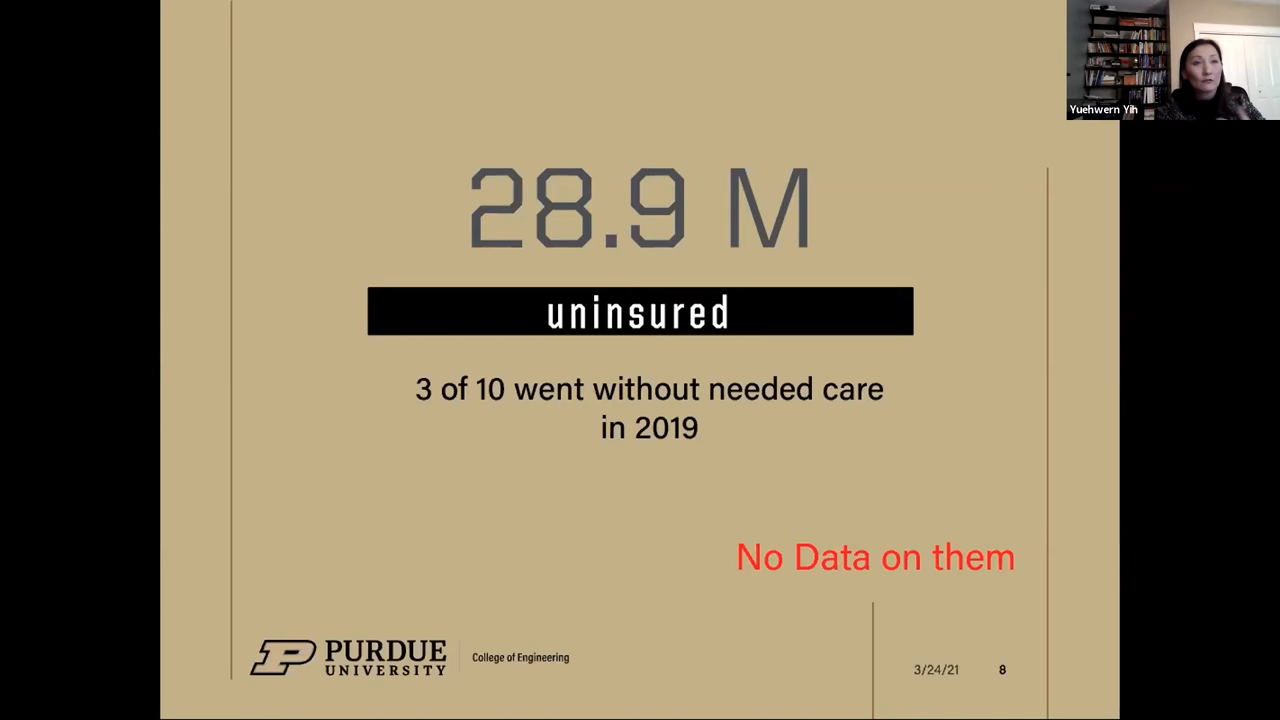 Yuehwern Yih
28.9 M
uninsured
3 of 10 went without needed care
in 2019
No Data on them
PURDUE
UNIVERSITY
College of Engineering
3/24/21
8